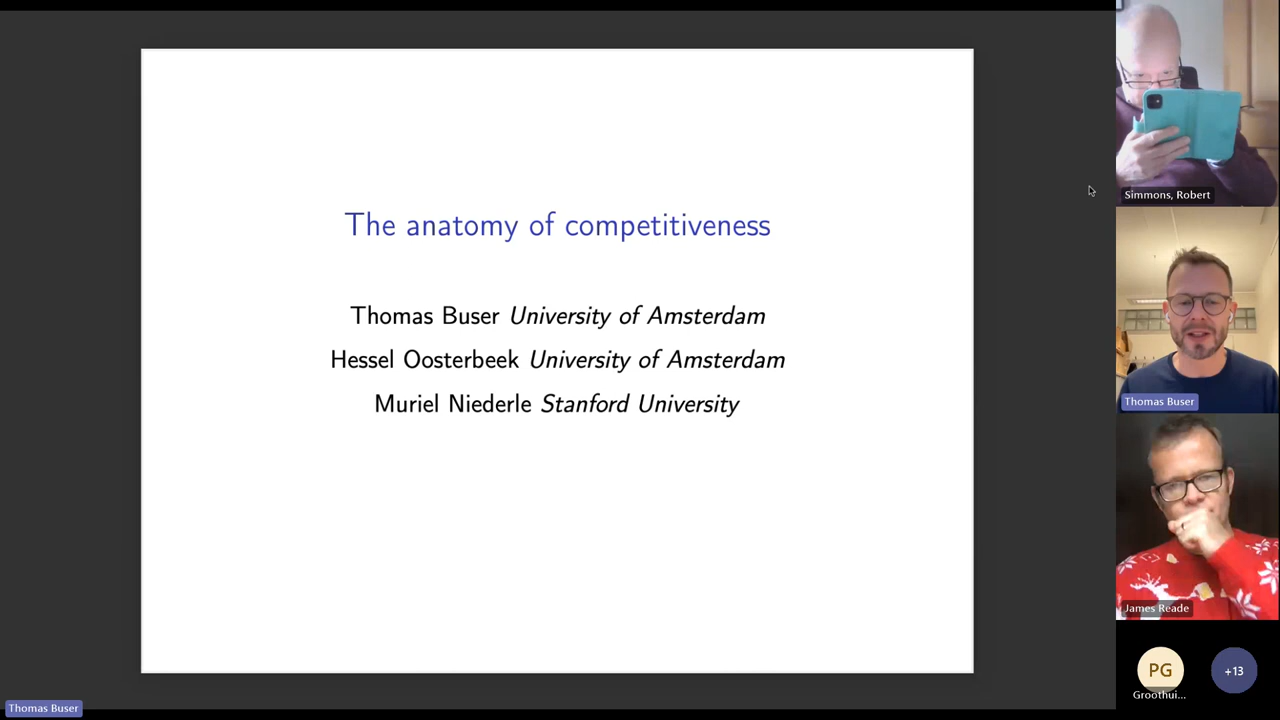 The anatomy of competitiveness
Thomas Buser University of Amsterdam
Hessel Oosterbeek University of Amsterdam
Muriel Niederle Stanford University
Simmons, Robert
Thomas Buser
James Reade
PG
Groothui...
+13
Thomas Buser